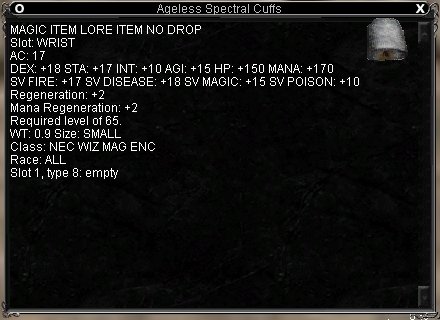 O Ageless Spectral Cuffs X
MAGIC ITEM LORE ITEM NO DROP
Slot: WRIST
AC: 17
DEX: +18 STA: +17 INT: +10 AGI: +15 HP: +150 MANA: +170
SV FIRE: +17 SV DISEASE: +18 SV MAGIC: +15 SV POISON: +10
Regeneration: +2
Mana Regeneration: +2
Required level of 65.
WT: 0.9 Size: SMALL
Class: NEC WIZ MAG ENC
Race: ALL
Slot 1, type 8: empty